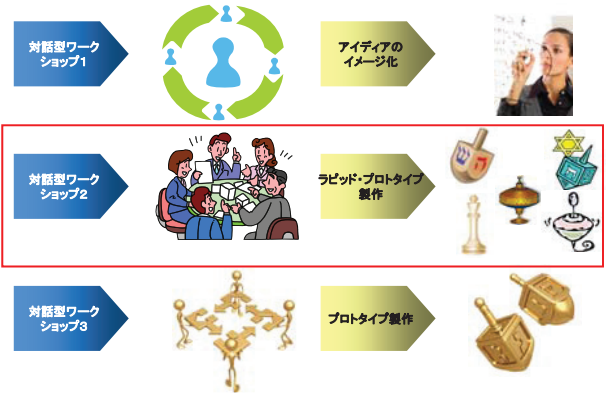 対話型ワーク
ショップ1
アイディアの
イメージ化
対話型ワーク
ショップ2
ラピッド・プロトタイプ
製作
対話型ワーク
ショップ3
プロトタイプ製作